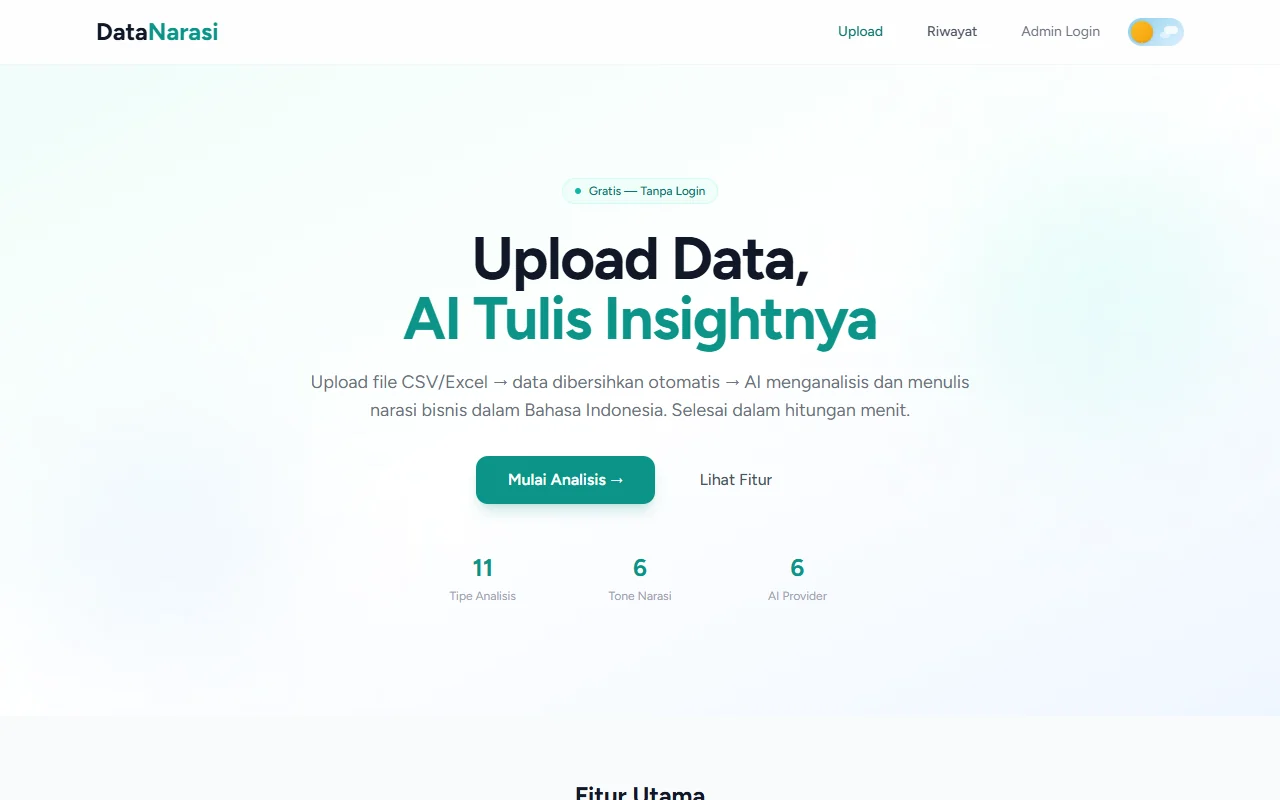 DataNarasi
Upload
Riwayat
Admin Login
Gratis — Tanpa Login
Upload Data,
AI Tulis Insightnya
Upload file CSV/Excel → data dibersihkan otomatis → AI menganalisis dan menulis
narasi bisnis dalam Bahasa Indonesia. Selesai dalam hitungan menit.
Mulai Analisis →
Lihat Fitur
11
Tipe Analisis
6
Tone Narasi
6
AI Provider
Fitur Utama